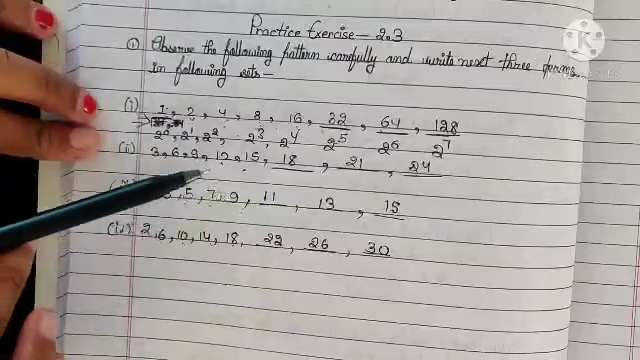 Practice Exercise - 2.3
① Observe the following pattern carefully and write next three terms
In following sets -
(i) 1, 2, 4, 8, 16, 32, 64, 128
2⁰, 2¹, 2², 2³, 2⁴ 2⁵ 2⁶ 2⁷
(ii) 3, 6, 9, 12, 15, 18, 21, 24
, 5, 7, 9, 11, 13, 15
(iv) 2, 6, 10, 14, 18, 22, 26, 30
KINEMASTER